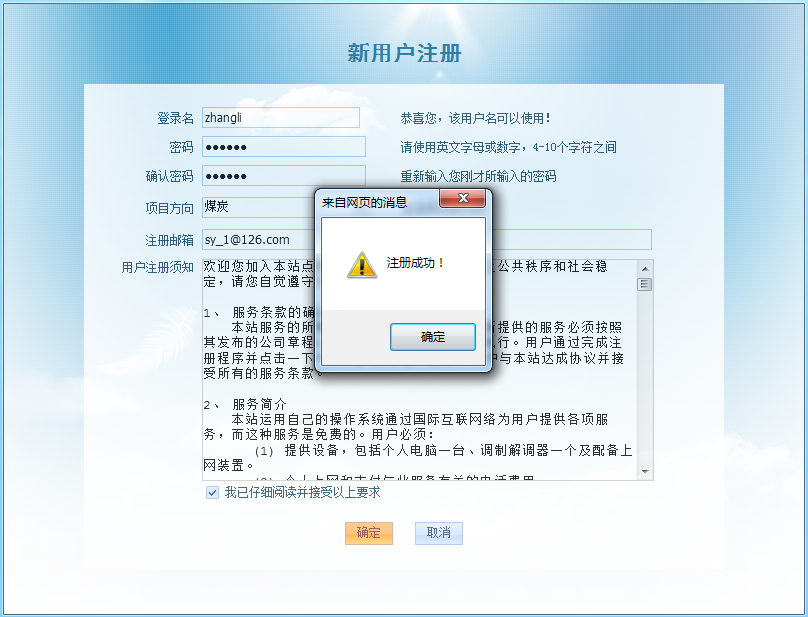 新用户注册
登录名 zhangli 恭喜您，该用户名可以使用！
密码 ●●●●●● 请使用英文字母或数字，4-10个字符之间
确认密码 ●●●●●● 重新输入您刚才所输入的密码
来自网页的消息
项目方向 煤炭
注册邮箱 sy_1@126.com
注册成功！
确定
用户注册须知
欢迎您加入本站点 公共秩序和社会稳
定，请您自觉遵守
1、 服务条款的确
本站服务的所 提供的服务必须按照
其发布的公司章程 行。用户通过完成注
册程序并点击一下 与本站达成协议并接
受所有的服务条款。
2、 服务简介
本站运用自己的操作系统通过国际互联网络为用户提供各项服
务，而这种服务是免费的。用户必须：
(1) 提供设备，包括个人电脑一台、调制解调器一个及配备上
网装置。
我已仔细阅读并接受以上要求
确定 取消